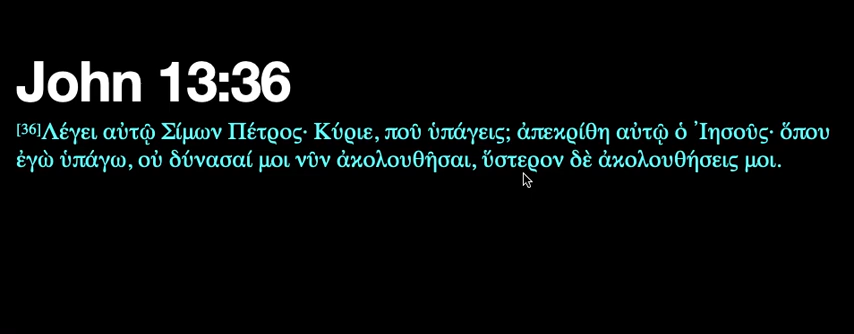 John 13:36
[36]Λέγει αὐτῷ Σίμων Πέτρος· Κύριε, ποῦ ὑπάγεις; ἀπεκρίθη αὐτῷ ὁ ᾿Ιησοῦς· ὅπου
ἐγὼ ὑπάγω, οὐ δύνασαί μοι νῦν ἀκολουθῆσαι, ὕστερον δὲ ἀκολουθήσεις μοι.